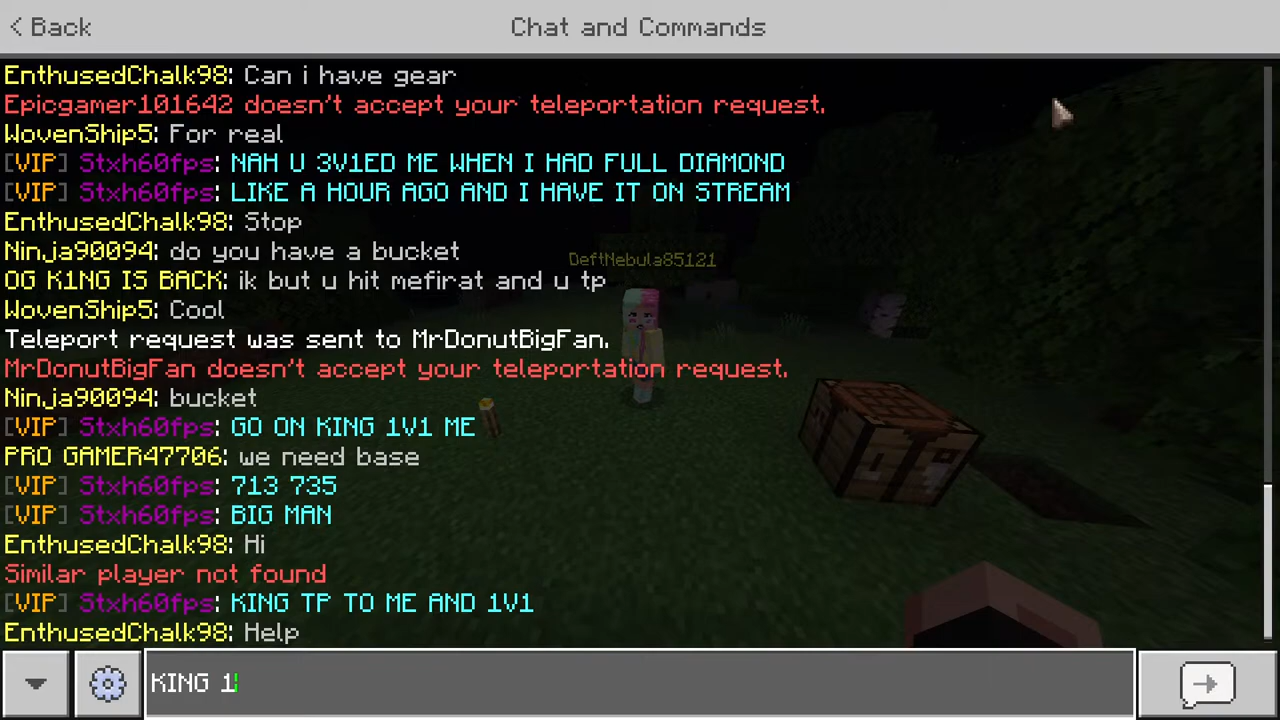 < Back
Chat and Commands
EnthusedChalk98: Can i have gear
Epicgamer101642 doesn't accept your teleportation request.
WovenShip5: For real
[VIP] Stxh60fps: NAH U 3V1ED ME WHEN I HAD FULL DIAMOND
[VIP] Stxh60fps: LIKE A HOUR AGO AND I HAVE IT ON STREAM
EnthusedChalk98: Stop
Ninja90094: do you have a bucket
DeftNebula85121
OG K1NG IS BACK: ik but u hit mefirat and u tp
WovenShip5: Cool
Teleport request was sent to MrDonutBigFan.
MrDonutBigFan doesn't accept your teleportation request.
Ninja90094: bucket
[VIP] Stxh60fps: GO ON KING 1V1 ME
PRO GAMER47706: we need base
[VIP] Stxh60fps: 713 735
[VIP] Stxh60fps: BIG MAN
EnthusedChalk98: Hi
Similar player not found
[VIP] Stxh60fps: KING TP TO ME AND 1V1
EnthusedChalk98: Help
KING 1